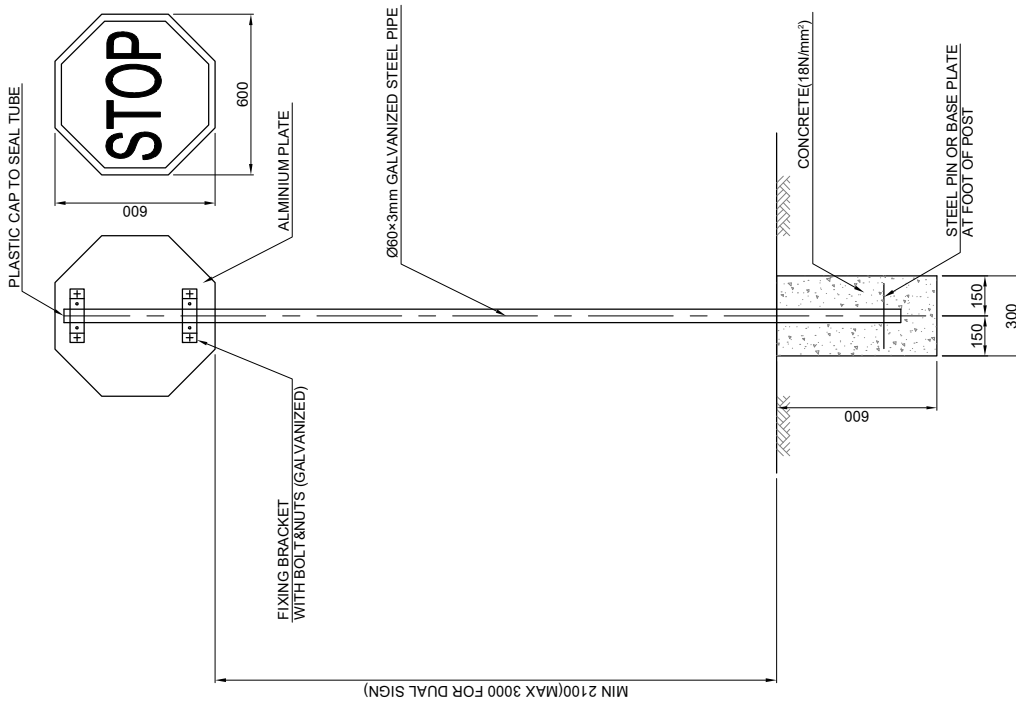 PLASTIC CAP TO SEAL TUBE
STOP
600
600
ALMINIUM PLATE
Ø60×3mm GALVANIZED STEEL PIPE
FIXING BRACKET
WITH BOLT&NUTS (GALVANIZED)
MIN 2100(MAX 3000 FOR DUAL SIGN)
CONCRETE(18N/mm²)
STEEL PIN OR BASE PLATE
AT FOOT OF POST
600
150
150
300